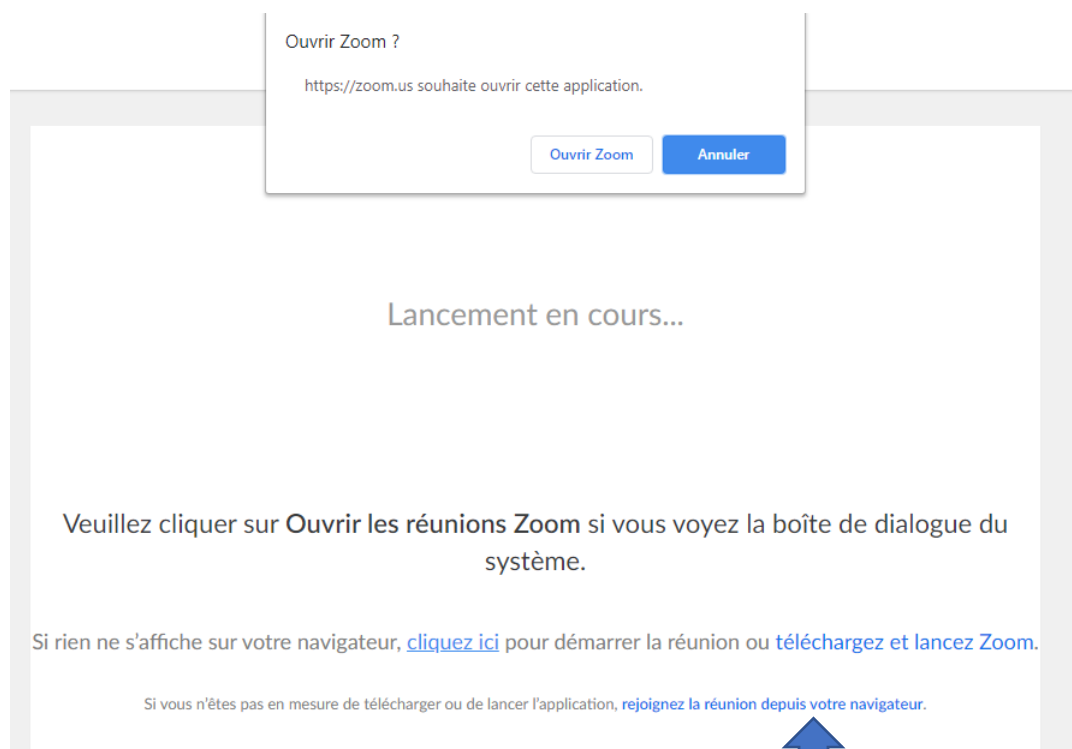 Ouvrir Zoom ?
https://zoom.us souhaite ouvrir cette application.
Ouvrir Zoom
Annuler
Lancement en cours...
Veuillez cliquer sur Ouvrir les réunions Zoom si vous voyez la boîte de dialogue du
système.
Si rien ne s’affiche sur votre navigateur, cliquez ici pour démarrer la réunion ou téléchargez et lancez Zoom.
Si vous n’êtes pas en mesure de télécharger ou de lancer l’application, rejoignez la réunion depuis votre navigateur.